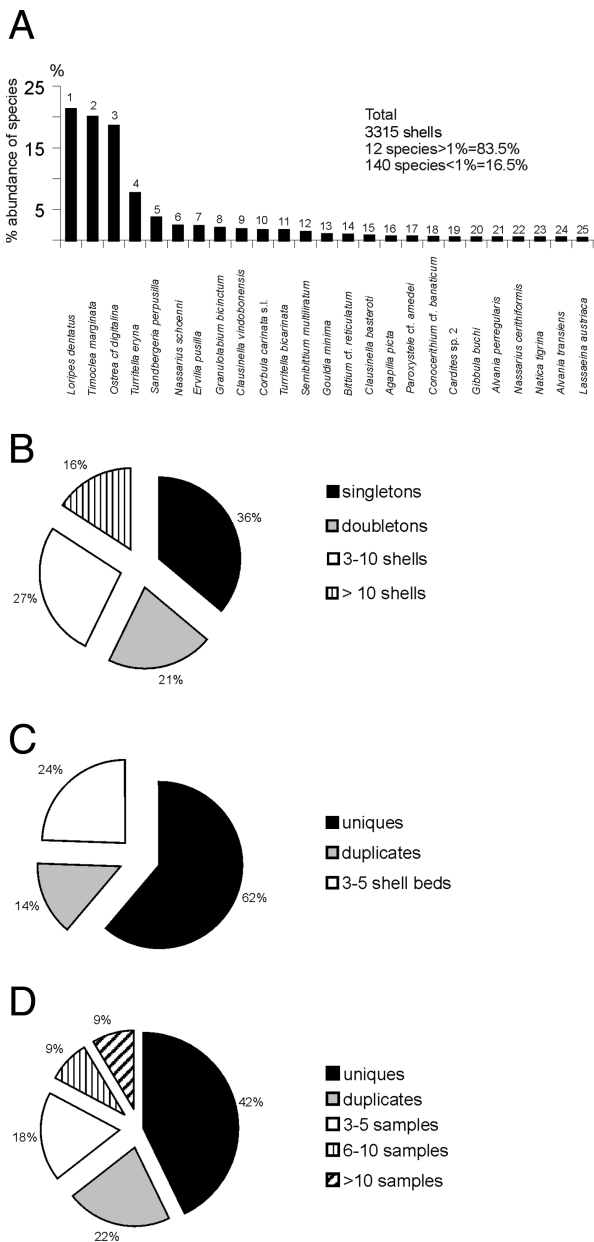 A
%
25
15
5
% abundance of species
1
2
3
4
5
6
7
8
9
10
11
12
13
14
15
16
17
18
19
20
21
22
23
24
25
Total
3315 shells
12 species>1%=83.5%
140 species<1%=16.5%
Loripes dentatus
Timoclea marginata
Ostrea cf digitalina
Turritella eryna
Sandbergeria perpusilla
Nassarius schoenni
Ervilia pusilla
Granulolabium bicinctum
Clausinella vindobonensis
Corbula carinata s.l.
Turritella bicarinata
Semibittium multiliratum
Gouldia minima
Bittium cf. reticulatum
Clausinella basteroti
Agapilia picta
Paroxystele cf. amedei
Conocerithium cf. banaticum
Cardites sp. 2
Gibbula buchi
Alvania perregularis
Nassarius cerithiformis
Natica tigrina
Alvania transiens
Lassaeina austriaca
B
16%
36%
27%
21%
singletons
doubletons
3-10 shells
> 10 shells
C
24%
14%
62%
uniques
duplicates
3-5 shell beds
D
9%
9%
42%
18%
22%
uniques
duplicates
3-5 samples
6-10 samples
>10 samples